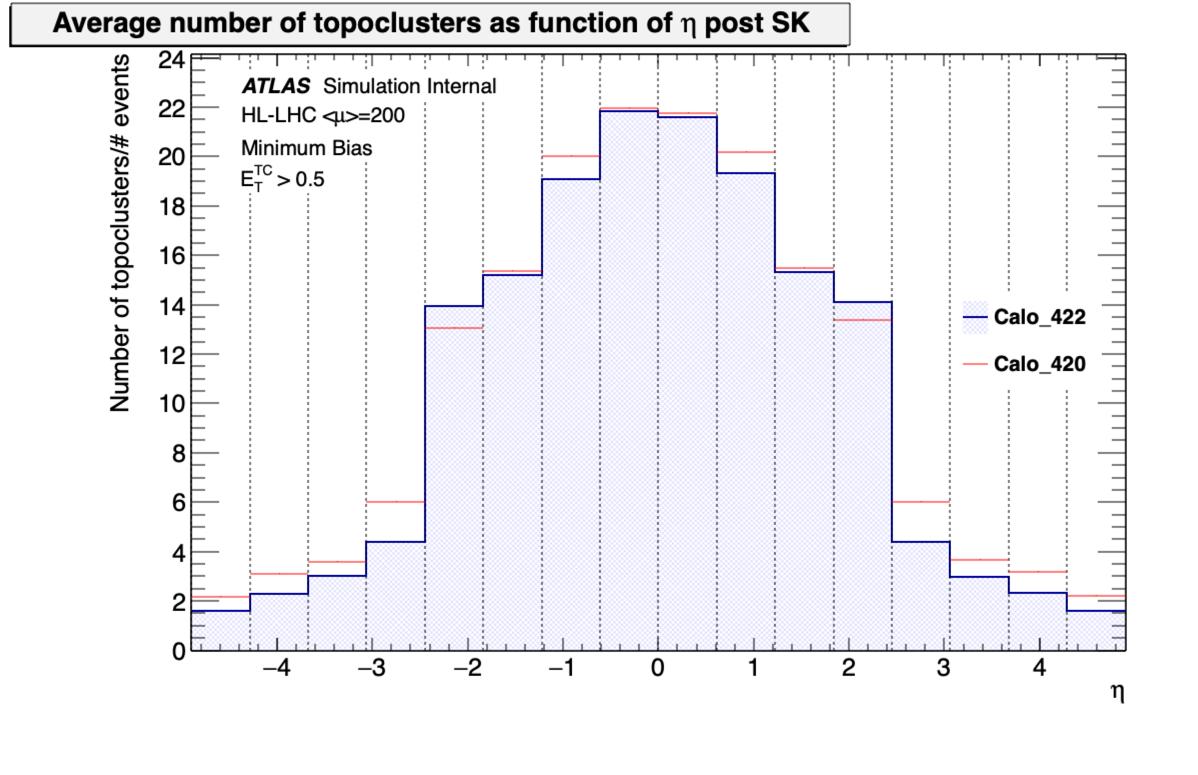 Average number of topoclusters as function of η post SK
Number of topoclusters/# events
24
22
20
18
16
14
12
10
8
6
4
2
0
ATLAS Simulation Internal
HL-LHC <μ>=200
Minimum Bias
E_T^TC > 0.5
Calo_422
Calo_420
−4 −3 −2 −1 0 1 2 3 4
η